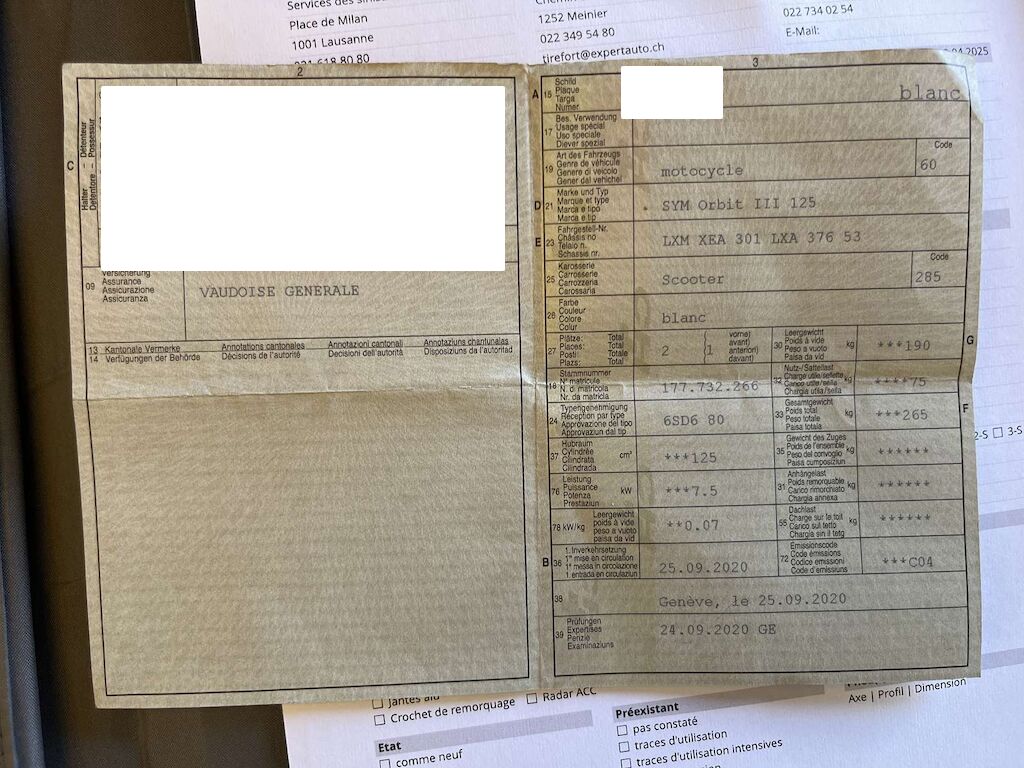 Services des sini
Place de Milan
1001 Lausanne
021 618 80 80
1252 Meinier
022 349 54 80
tirefort@expertauto.ch
022 734 02 54
E-Mail:
04.2025
2
C
Halter – Détenteur
Detentore – Possessur
09
Versicherung
Assurance
Assicurazione
Assicuranza
VAUDOISE GENERALE
13 Kantonale Vermerke Annotations cantonales Annotazioni cantonali Annotaziuns chantunalas
14 Verfügungen der Behörde Décisions de l'autorité Decisioni dell'autorità Disposiziuns da l'autoritad
3
A 15
Schild
Plaque
Targa
Numer
blanc
17
Bes. Verwendung
Usage spécial
Uso speciale
Diever spezial
19
Art des Fahrzeugs
Genre de véhicule
Genere di veicolo
Gener dal vehichel
motocycle
Code
60
D 21
Marke und Typ
Marque et type
Marca e tipo
Marca e tip
SYM Orbit III 125
E 23
Fahrgestell-Nr.
Châssis no
Telaio n.
Schassis nr.
LXM XEA 301 LXA 376 53
25
Karosserie
Carrosserie
Carrozzeria
Carossaria
Scooter
Code
285
26
Farbe
Couleur
Colore
Colur
blanc
27
Plätze: Total
Places: Total
Posti: Totale
Plazs: Total
2 {1
vorne)
avant)
anteriori)
davant)
30
Leergewicht
Poids à vide
Peso a vuoto
Paisa da vid
kg
***190
G
18
Stammnummer
N° matricule
N. di matricola
Nr. da matricla
177.732.266
32
Nutz-/Sattellast
Charge utile/sellette
Carico utile/sella
Chargia utila/sella
kg
****75
24
Typengenehmigung
Réception par type
Approvazione del tipo
Approvaziun dal tip
6SD6 80
33
Gesamtgewicht
Poids total
Peso totale
Paisa totala
kg
***265
F
37
Hubraum
Cylindrée
Cilindrata
Cilindrada
cm³
***125
35
Gewicht des Zuges
Poids de l'ensemble
Peso del convoglio
Paisa cumposiziun
kg
******
76
Leistung
Puissance
Potenza
Prestaziun
kW
***7.5
31
Anhängelast
Poids remorquable
Carico rimorchiato
Chargia annexa
kg
******
78 kW/kg
Leergewicht
poids à vide
peso a vuoto
paisa da vid
**0.07
55
Dachlast
Charge sur le toit
Carico sul tetto
Chargia sin il tetg
kg
******
B 36
1. Inverkehrsetzung
1re mise en circulation
1a messa in circolazione
1. entrada en circulaziun
25.09.2020
72
Emissionscode
Code émissions
Codice emissioni
Code d'emissiuns
***C04
38
Genève, le 25.09.2020
39
Prüfungen
Expertises
Perizie
Examinaziuns
24.09.2020 GE
2-S ☐ 3-S
☐ Jantes alu
☐ Crochet de remorquage ☐ Radar ACC
Etat
☐ comme neuf
Préexistant
☐ pas constaté
☐ traces d'utilisation
☐ traces d'utilisation intensives
Axe | Profil | Dimension